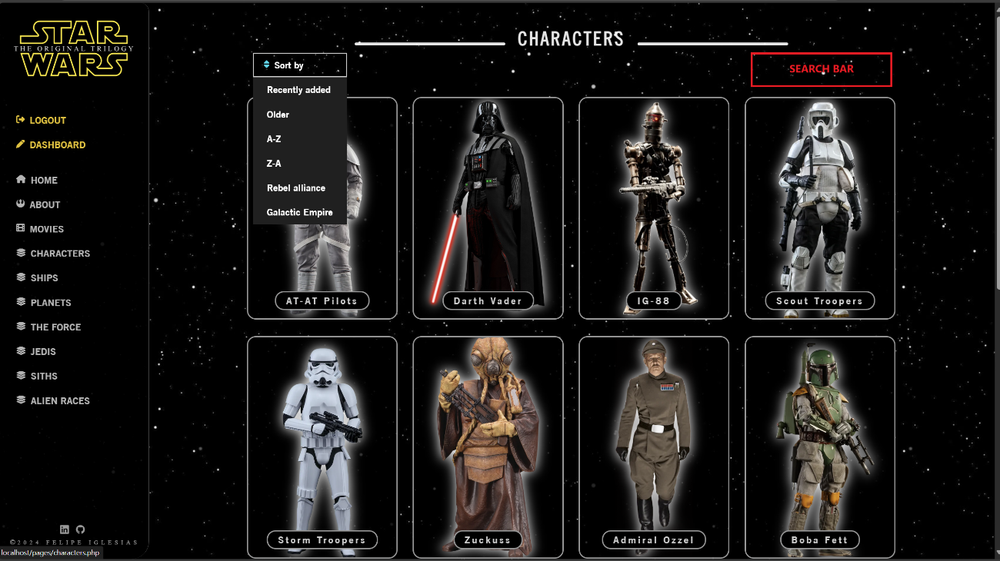 STAR
THE ORIGINAL TRILOGY
WARS
LOGOUT
DASHBOARD
HOME
ABOUT
MOVIES
CHARACTERS
SHIPS
PLANETS
THE FORCE
JEDIS
SITHS
ALIEN RACES
©2024 FELIPE IGLESIAS
localhost/pages/characters.php
CHARACTERS
Sort by
SEARCH BAR
Recently added
Older
A-Z
Z-A
Rebel alliance
Galactic Empire
AT-AT Pilots
Darth Vader
IG-88
Scout Troopers
Storm Troopers
Zuckuss
Admiral Ozzel
Boba Fett